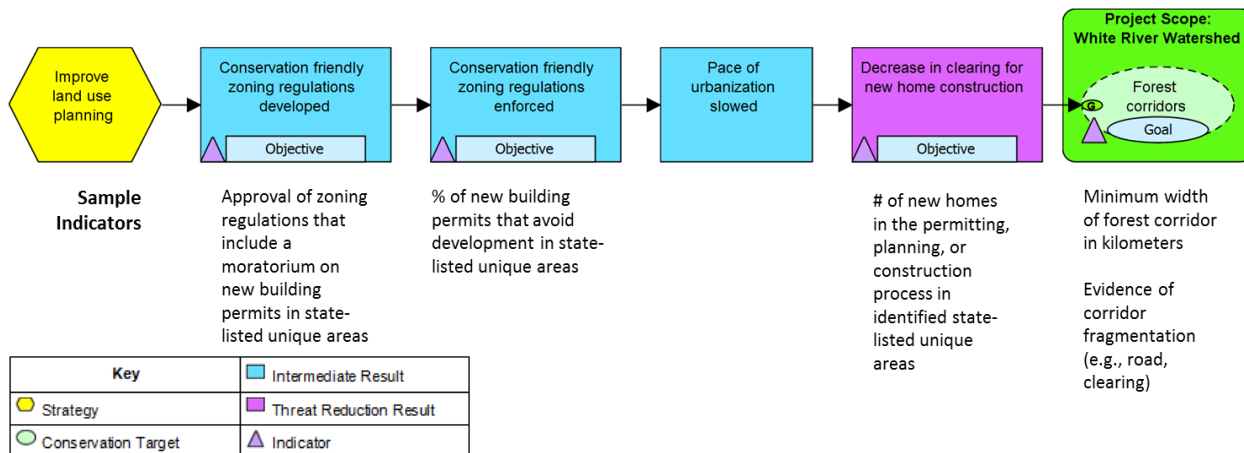 Improve
land use
planning
Conservation friendly
zoning regulations
developed
Objective
Conservation friendly
zoning regulations
enforced
Objective
Pace of
urbanization
slowed
Decrease in clearing for
new home construction
Objective
Project Scope:
White River Watershed
Forest
corridors
G
Goal
Sample
Indicators
Approval of zoning
regulations that
include a
moratorium on
new building
permits in state-
listed unique
areas
% of new building
permits that avoid
development in state-
listed unique areas
# of new homes
in the permitting,
planning, or
construction
process in
identified state-
listed unique
areas
Minimum width
of forest corridor
in kilometers
Evidence of
corridor
fragmentation
(e.g., road,
clearing)
Key
Intermediate Result
Strategy
Threat Reduction Result
Conservation Target
Indicator